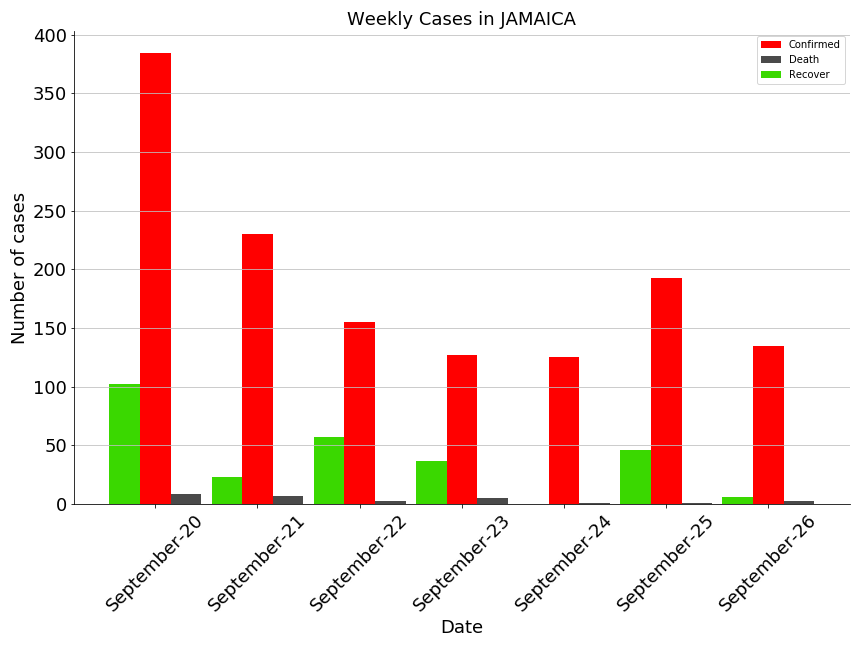 Weekly Cases in JAMAICA
Confirmed
Death
Recover
Number of cases
400
350
300
250
200
150
100
50
0
September-20
September-21
September-22
September-23
September-24
September-25
September-26
Date